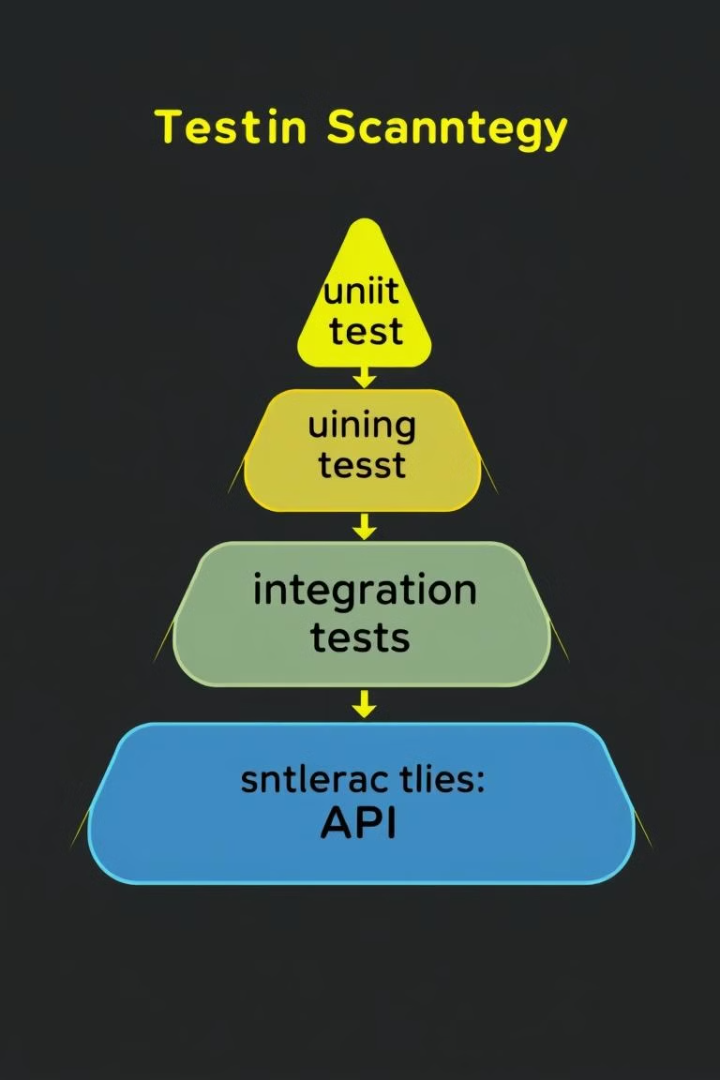 Testin Scanntegy
uniit
test
uining
tesst
integration
tests
sntlerac tlies:
API